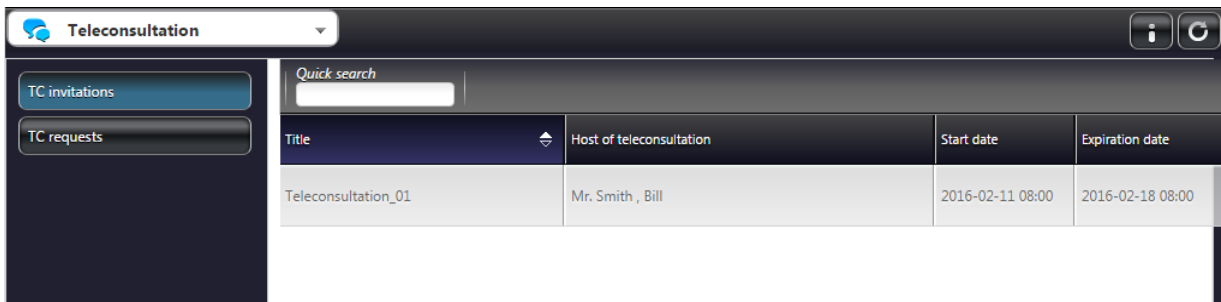 Teleconsultation
TC invitations
TC requests
Quick search
Title Host of teleconsultation Start date Expiration date
Teleconsultation_01 Mr. Smith , Bill 2016-02-11 08:00 2016-02-18 08:00